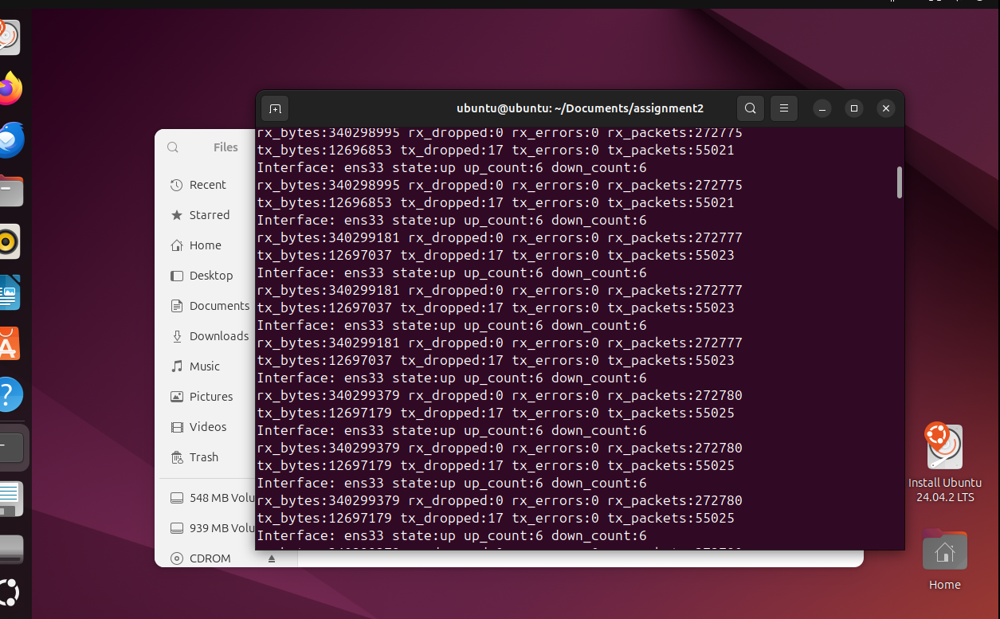 ubuntu@ubuntu: ~/Documents/assignment2
Files
Recent
Starred
Home
Desktop
Documents
Downloads
Music
Pictures
Videos
Trash
548 MB Volu
939 MB Volu
CDROM
rx_bytes:340298995 rx_dropped:0 rx_errors:0 rx_packets:272775
tx_bytes:12696853 tx_dropped:17 tx_errors:0 tx_packets:55021
Interface: ens33 state:up up_count:6 down_count:6
rx_bytes:340298995 rx_dropped:0 rx_errors:0 rx_packets:272775
tx_bytes:12696853 tx_dropped:17 tx_errors:0 tx_packets:55021
Interface: ens33 state:up up_count:6 down_count:6
rx_bytes:340299181 rx_dropped:0 rx_errors:0 rx_packets:272777
tx_bytes:12697037 tx_dropped:17 tx_errors:0 tx_packets:55023
Interface: ens33 state:up up_count:6 down_count:6
rx_bytes:340299181 rx_dropped:0 rx_errors:0 rx_packets:272777
tx_bytes:12697037 tx_dropped:17 tx_errors:0 tx_packets:55023
Interface: ens33 state:up up_count:6 down_count:6
rx_bytes:340299181 rx_dropped:0 rx_errors:0 rx_packets:272777
tx_bytes:12697037 tx_dropped:17 tx_errors:0 tx_packets:55023
Interface: ens33 state:up up_count:6 down_count:6
rx_bytes:340299379 rx_dropped:0 rx_errors:0 rx_packets:272780
tx_bytes:12697179 tx_dropped:17 tx_errors:0 tx_packets:55025
Interface: ens33 state:up up_count:6 down_count:6
rx_bytes:340299379 rx_dropped:0 rx_errors:0 rx_packets:272780
tx_bytes:12697179 tx_dropped:17 tx_errors:0 tx_packets:55025
Interface: ens33 state:up up_count:6 down_count:6
rx_bytes:340299379 rx_dropped:0 rx_errors:0 rx_packets:272780
tx_bytes:12697179 tx_dropped:17 tx_errors:0 tx_packets:55025
Interface: ens33 state:up up_count:6 down_count:6
Install Ubuntu
24.04.2 LTS
Home